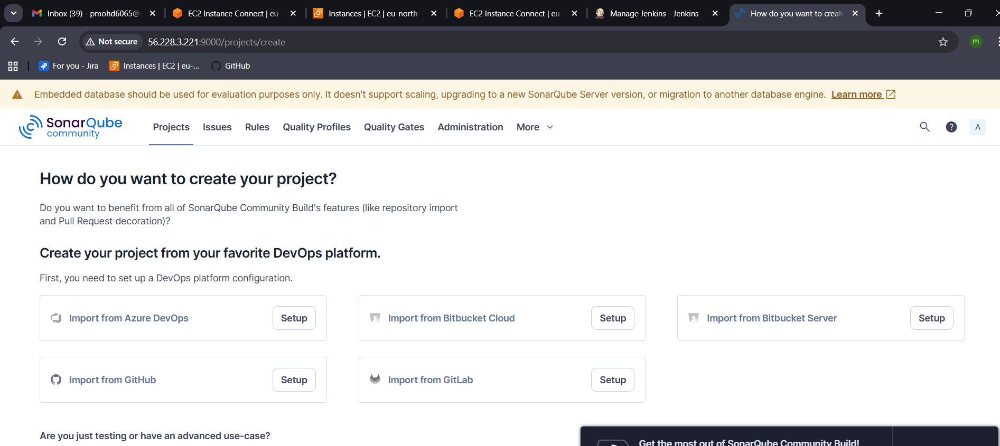 Inbox (39) - pmohd6065@g
EC2 Instance Connect | eu-
Instances | EC2 | eu-north-
EC2 Instance Connect | eu-
Manage Jenkins - Jenkins
How do you want to create
Not secure
56.228.3.221:9000/projects/create
m
For you - Jira
Instances | EC2 | eu-...
GitHub
Embedded database should be used for evaluation purposes only. It doesn't support scaling, upgrading to a new SonarQube Server version, or migration to another database engine. Learn more
SonarQube
community
Projects
Issues
Rules
Quality Profiles
Quality Gates
Administration
More
?
A
How do you want to create your project?
Do you want to benefit from all of SonarQube Community Build's features (like repository import
and Pull Request decoration)?
Create your project from your favorite DevOps platform.
First, you need to set up a DevOps platform configuration.
Import from Azure DevOps
Setup
Import from Bitbucket Cloud
Setup
Import from Bitbucket Server
Setup
Import from GitHub
Setup
Import from GitLab
Setup
Are you just testing or have an advanced use-case?
Get the most out of SonarQube Community Build!